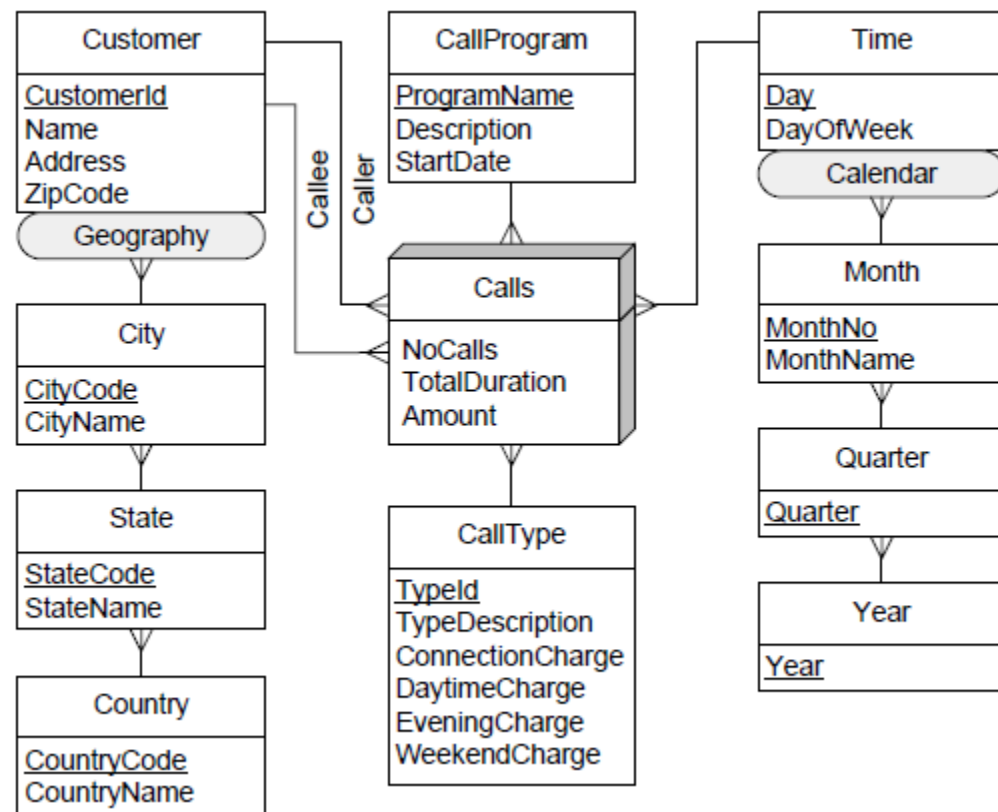 Customer
CustomerId
Name
Address
ZipCode
Geography
City
CityCode
CityName
State
StateCode
StateName
Country
CountryCode
CountryName
Callee
Caller
CallProgram
ProgramName
Description
StartDate
Calls
NoCalls
TotalDuration
Amount
CallType
TypeId
TypeDescription
ConnectionCharge
DaytimeCharge
EveningCharge
WeekendCharge
Time
Day
DayOfWeek
Calendar
Month
MonthNo
MonthName
Quarter
Quarter
Year
Year